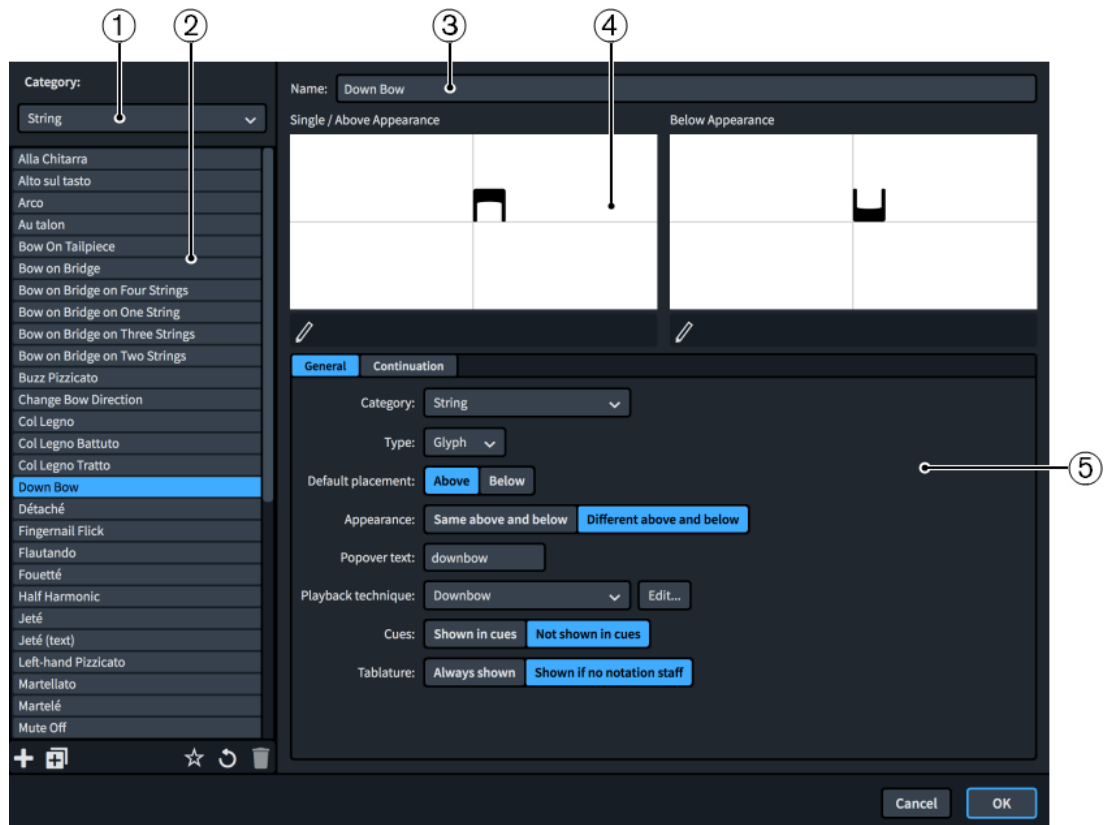 1 2 3 4
Category:
String
Name: Down Bow
Single / Above Appearance Below Appearance
Alla Chitarra
Alto sul tasto
Arco
Au talon
Bow On Tailpiece
Bow on Bridge
Bow on Bridge on Four Strings
Bow on Bridge on One String
Bow on Bridge on Three Strings
Bow on Bridge on Two Strings
Buzz Pizzicato
Change Bow Direction
Col Legno
Col Legno Battuto
Col Legno Tratto
Down Bow
Détaché
Fingernail Flick
Flautando
Fouetté
Half Harmonic
Jeté
Jeté (text)
Left-hand Pizzicato
Martellato
Martelé
Mute Off
General Continuation
Category: String
Type: Glyph
Default placement: Above Below
5
Appearance: Same above and below Different above and below
Popover text: downbow
Playback technique: Downbow Edit...
Cues: Shown in cues Not shown in cues
Tablature: Always shown Shown if no notation staff
Cancel OK